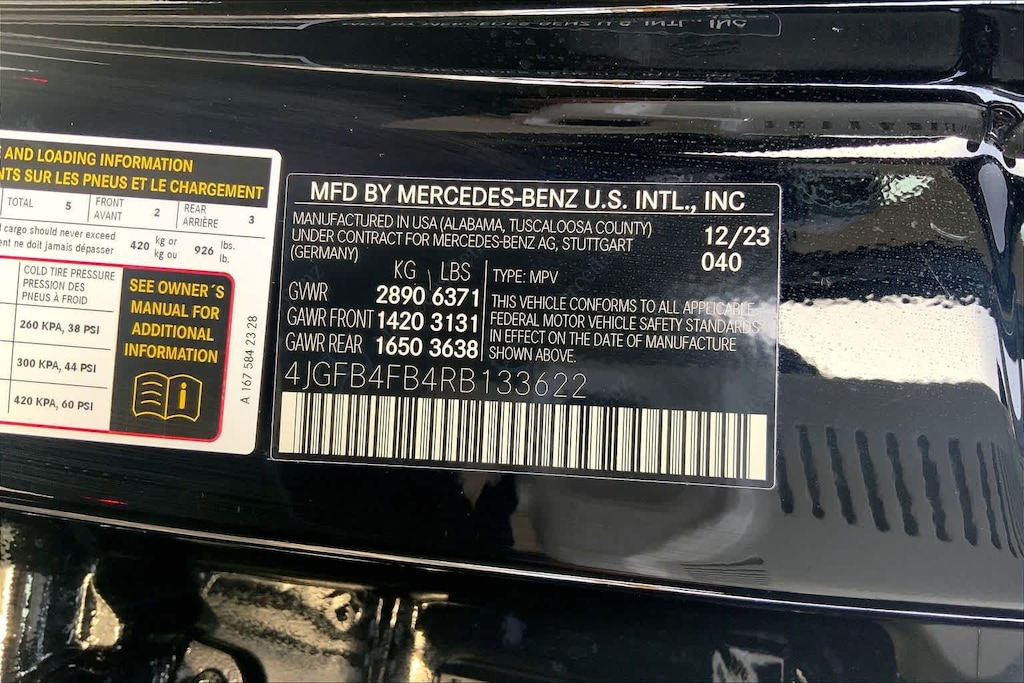 AND LOADING INFORMATION
NTS SUR LES PNEUS ET LE CHARGEMENT
TOTAL 5 FRONT AVANT 2 REAR ARRIÈRE 3
cargo should never exceed 420 kg or 926 lbs.
ent ne doit jamais dépasser kg ou lb.
COLD TIRE PRESSURE
PRESSION DES
PNEUS À FROID
260 KPA, 38 PSI
300 KPA, 44 PSI
420 KPA, 60 PSI
SEE OWNER´S
MANUAL FOR
ADDITIONAL
INFORMATION
i
A 167 584 23 28
MFD BY MERCEDES-BENZ U.S. INTL., INC
MANUFACTURED IN USA (ALABAMA, TUSCALOOSA COUNTY)
UNDER CONTRACT FOR MERCEDES-BENZ AG, STUTTGART
(GERMANY)
12/23
040
KG LBS
GVWR 2890 6371
GAWR FRONT 1420 3131
GAWR REAR 1650 3638
TYPE: MPV
THIS VEHICLE CONFORMS TO ALL APPLICABLE
FEDERAL MOTOR VEHICLE SAFETY STANDARDS
IN EFFECT ON THE DATE OF MANUFACTURE
SHOWN ABOVE.
4JGFB4FB4RB133622